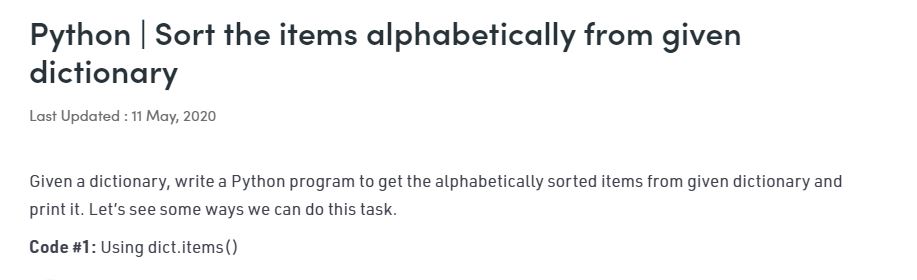 Python | Sort the items alphabetically from given
dictionary
Last Updated : 11 May, 2020
Given a dictionary, write a Python program to get the alphabetically sorted items from given dictionary and
print it. Let’s see some ways we can do this task.
Code #1: Using dict.items()